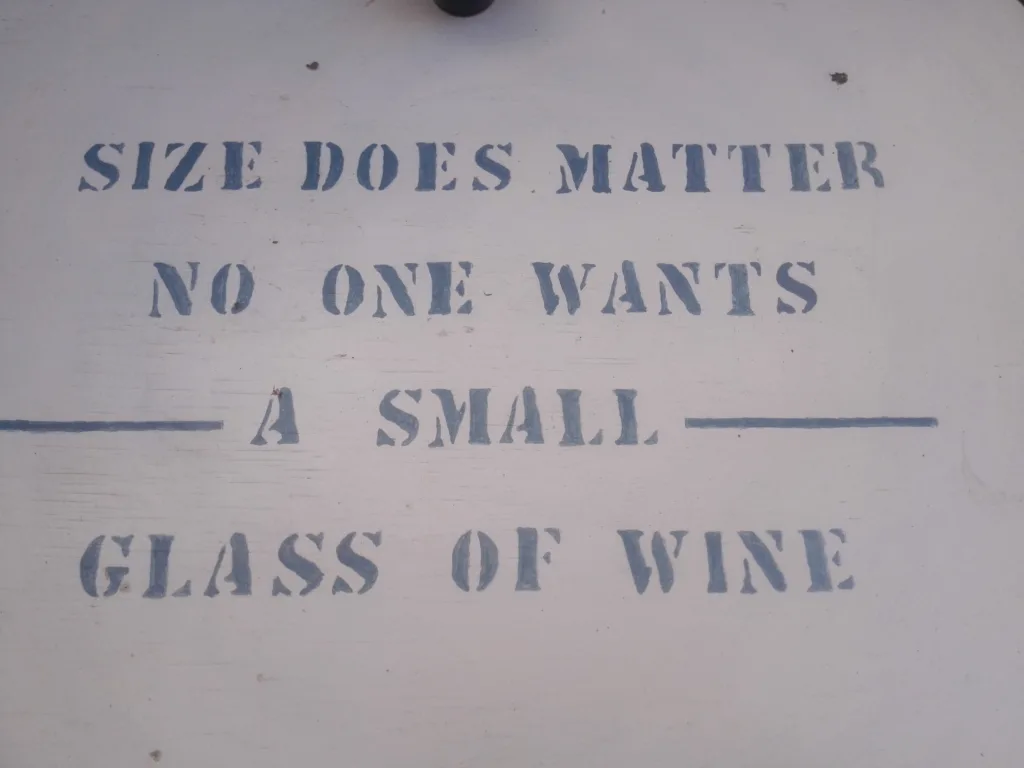 SIZE DOES MATTER
NO ONE WANTS
A SMALL
GLASS OF WINE